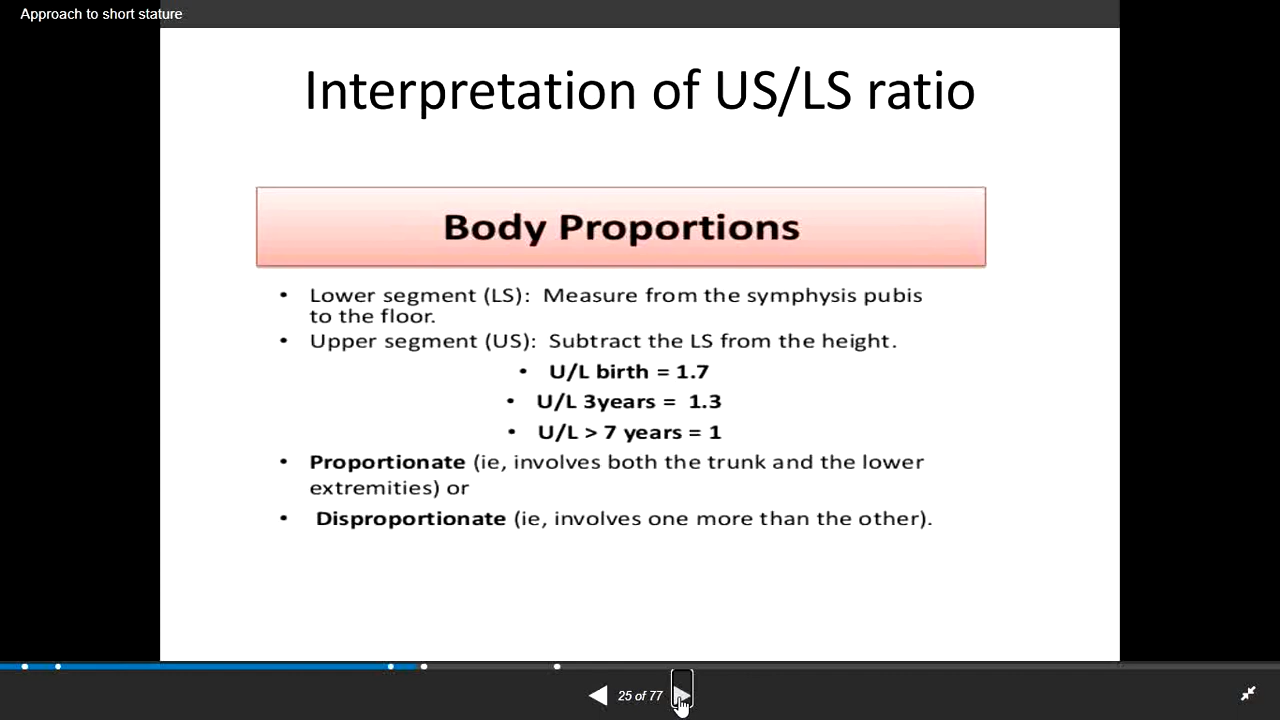 Approach to short stature
Interpretation of US/LS ratio
Body Proportions
• Lower segment (LS): Measure from the symphysis pubis
to the floor.
• Upper segment (US): Subtract the LS from the height.
• U/L birth = 1.7
• U/L 3years = 1.3
• U/L > 7 years = 1
• Proportionate (ie, involves both the trunk and the lower
extremities) or
• Disproportionate (ie, involves one more than the other).
25 of 77